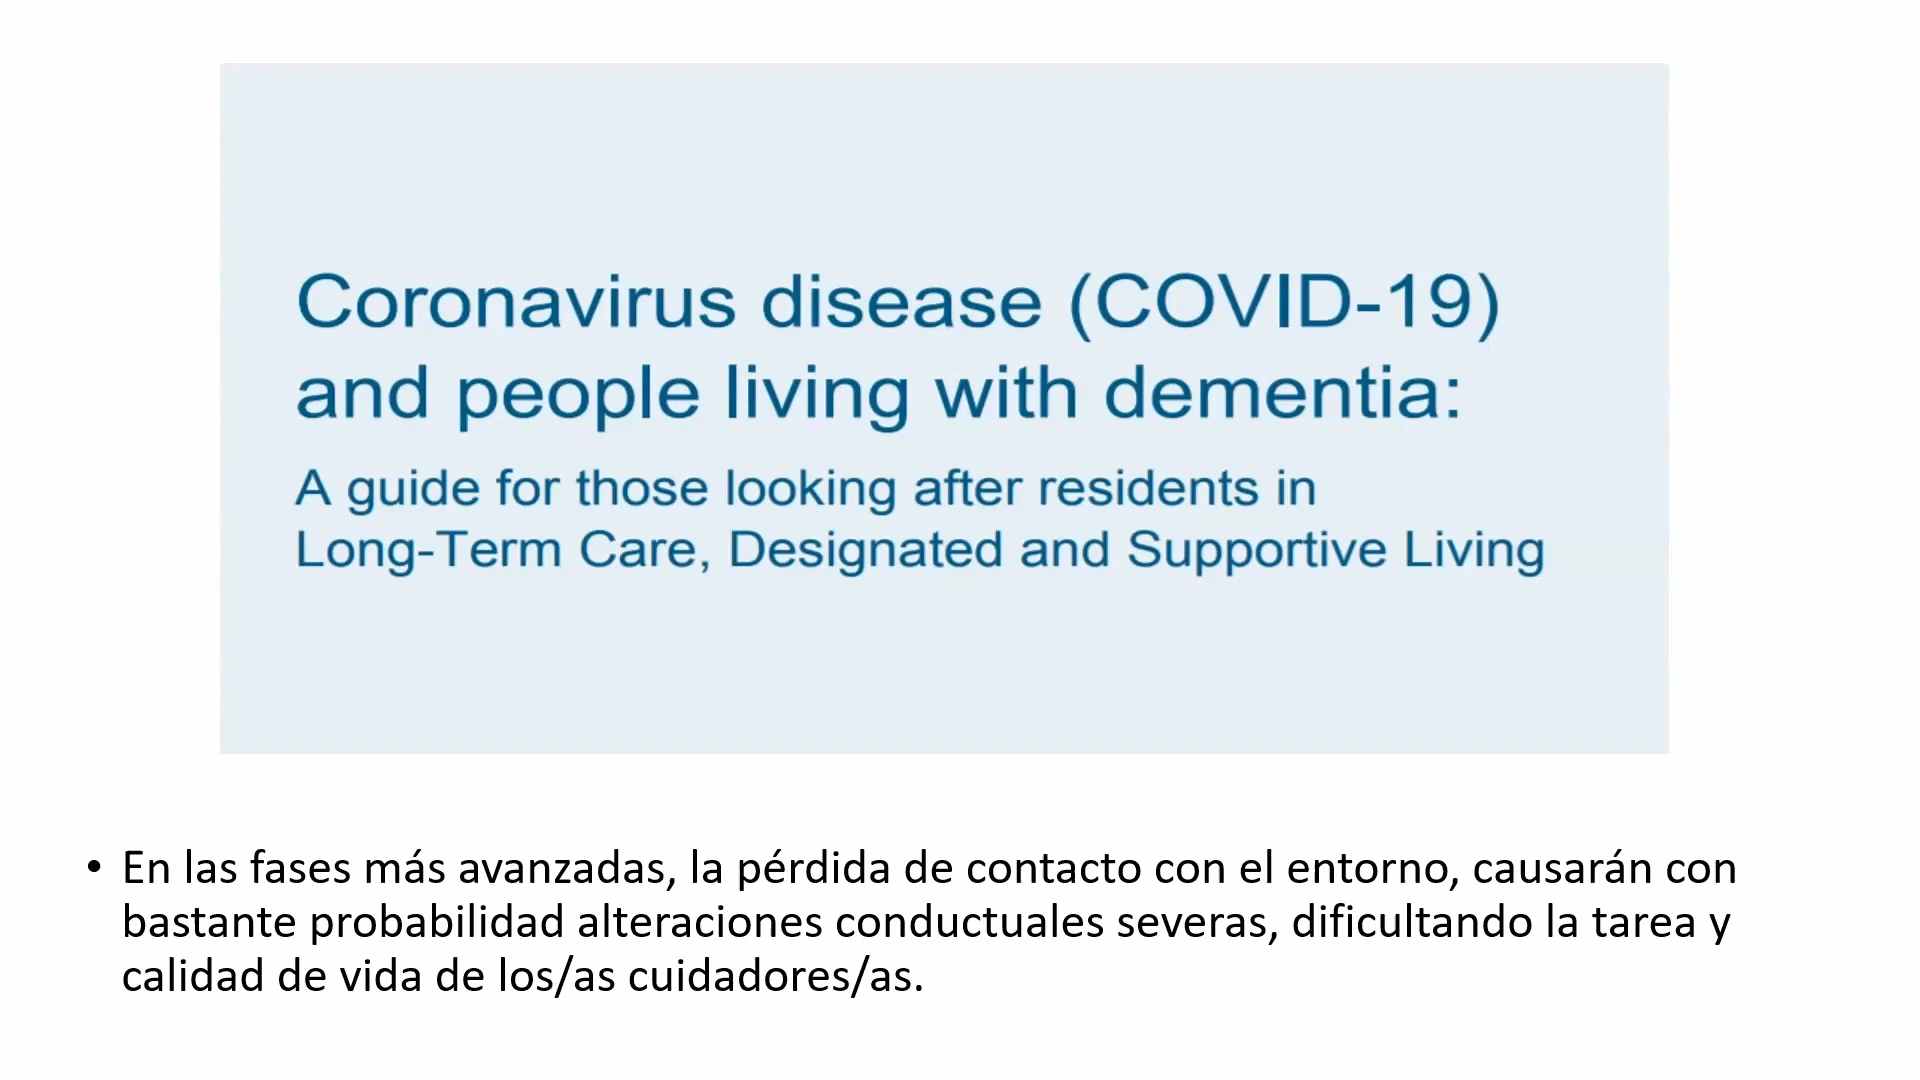 Coronavirus disease (COVID-19)
and people living with dementia:
A guide for those looking after residents in
Long-Term Care, Designated and Supportive Living
• En las fases más avanzadas, la pérdida de contacto con el entorno, causarán con
bastante probabilidad alteraciones conductuales severas, dificultando la tarea y
calidad de vida de los/as cuidadores/as.